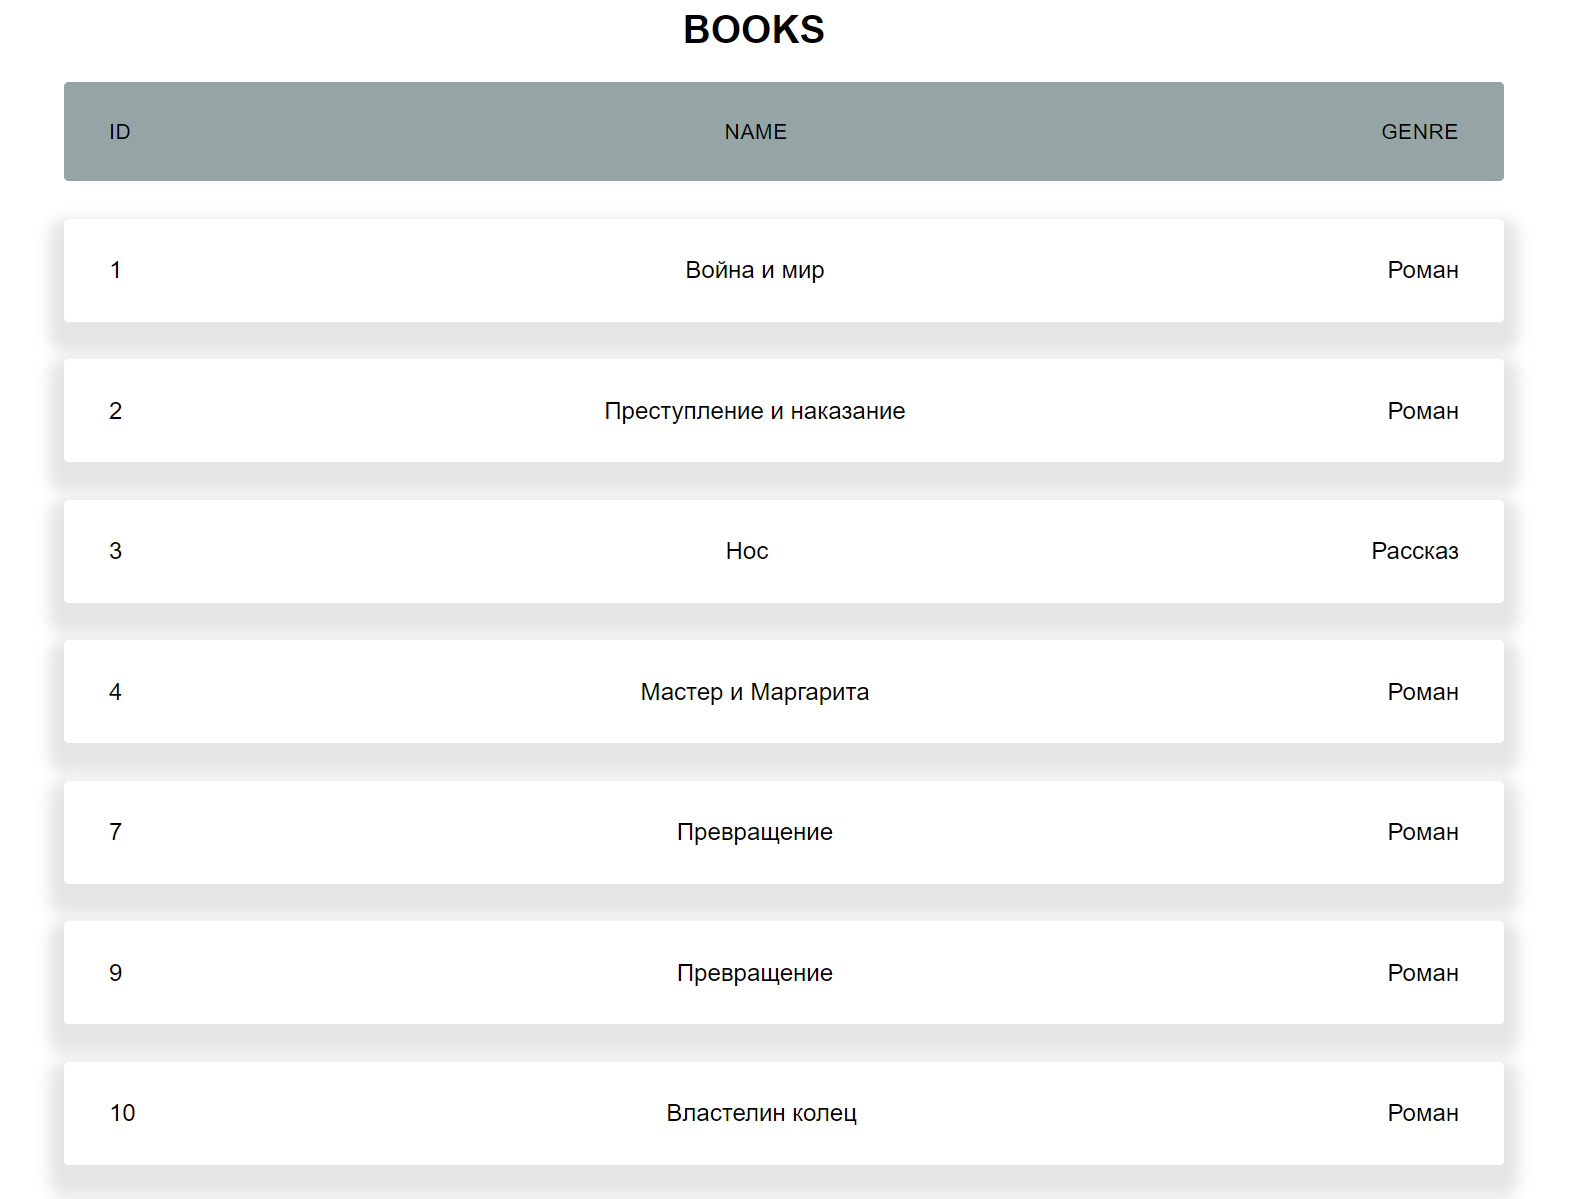 BOOKS
ID NAME GENRE
1 Война и мир Роман
2 Преступление и наказание Роман
3 Нос Рассказ
4 Мастер и Маргарита Роман
7 Превращение Роман
9 Превращение Роман
10 Властелин колец Роман